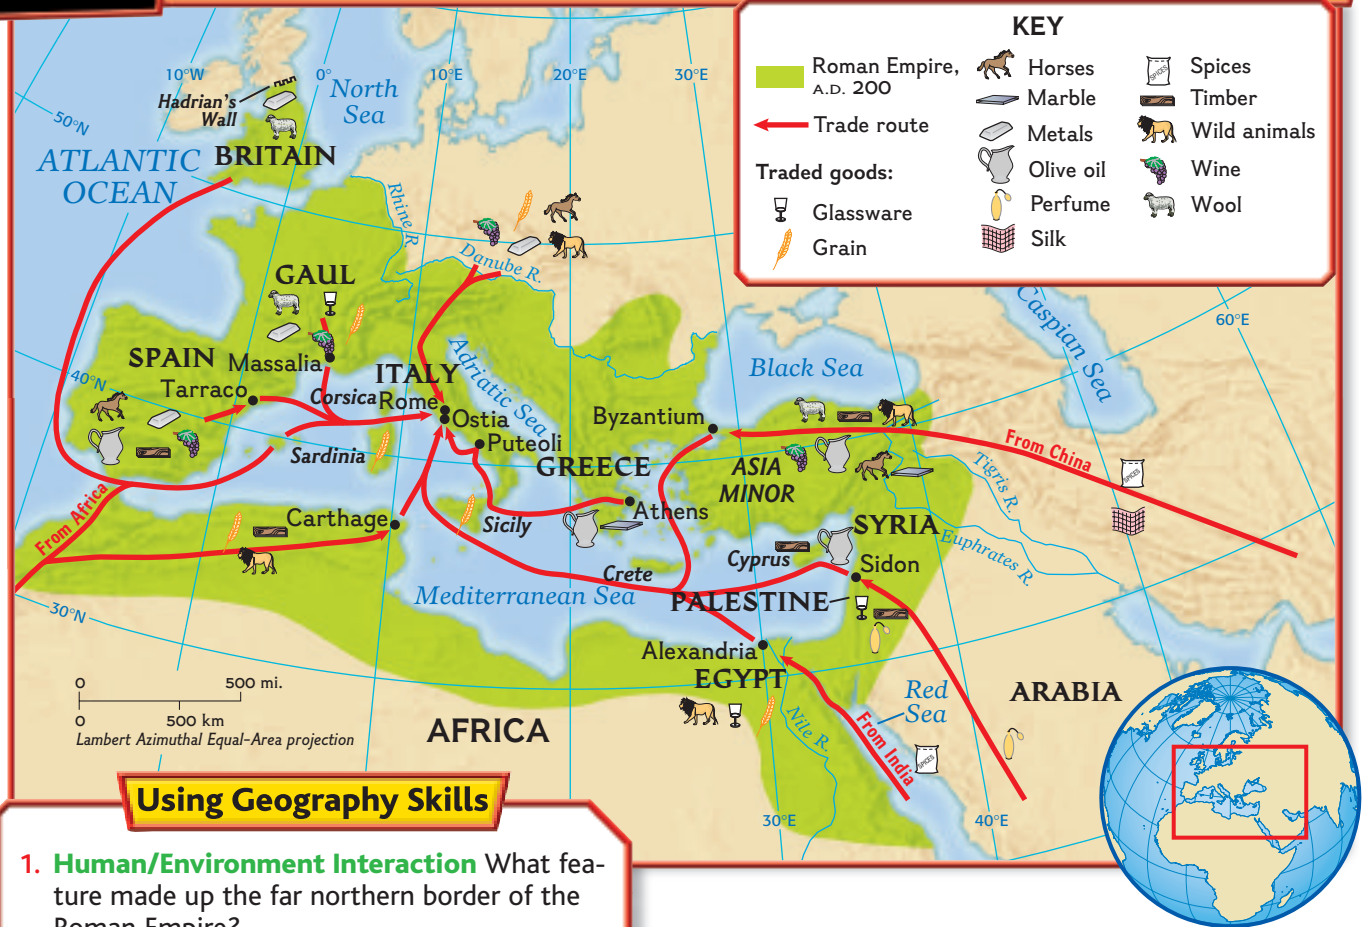 10°W
0°
10°E
20°E
30°E
50°N
Hadrian's
Wall
North
Sea
ATLANTIC
OCEAN
BRITAIN
Rhine R.
Danube R.
GAUL
SPAIN
Massalia
40°N
Tarraco
Corsica
ITALY
Rome
Adriatic Sea
Ostia
Puteoli
Sardinia
GREECE
Byzantium
Black Sea
Caspian Sea
60°E
ASIA
MINOR
From China
SPICES
Tigris R.
From Africa
Carthage
Sicily
Athens
SYRIA
Euphrates R.
Crete
Cyprus
Sidon
Mediterranean Sea
PALESTINE
30°N
Alexandria
EGYPT
Nile R.
Red
Sea
ARABIA
From India
SPICES
AFRICA
30°E
40°E
0 500 mi.
0 500 km
Lambert Azimuthal Equal-Area projection
KEY
Roman Empire,
A.D. 200
Trade route
Traded goods:
Glassware
Grain
Horses
Marble
Metals
Olive oil
Perfume
Silk
SPICES
Spices
Timber
Wild animals
Wine
Wool
Using Geography Skills
1. Human/Environment Interaction What fea-
ture made up the far northern border of the
Roman Empire?